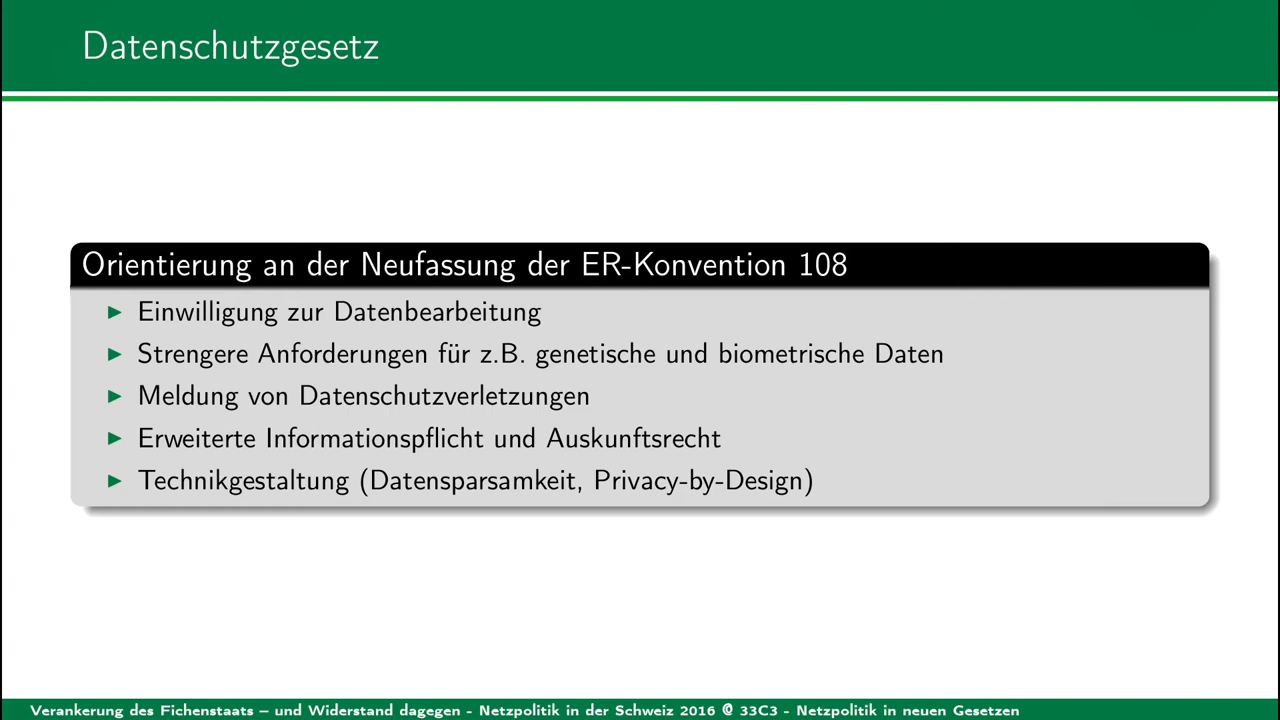 Datenschutzgesetz
Orientierung an der Neufassung der ER-Konvention 108
Einwilligung zur Datenbearbeitung
Strengere Anforderungen für z.B. genetische und biometrische Daten
Meldung von Datenschutzverletzungen
Erweiterte Informationspflicht und Auskunftsrecht
Technikgestaltung (Datensparsamkeit, Privacy-by-Design)
Verankerung des Fichenstaats – und Widerstand dagegen - Netzpolitik in der Schweiz 2016 @ 33C3 - Netzpolitik in neuen Gesetzen